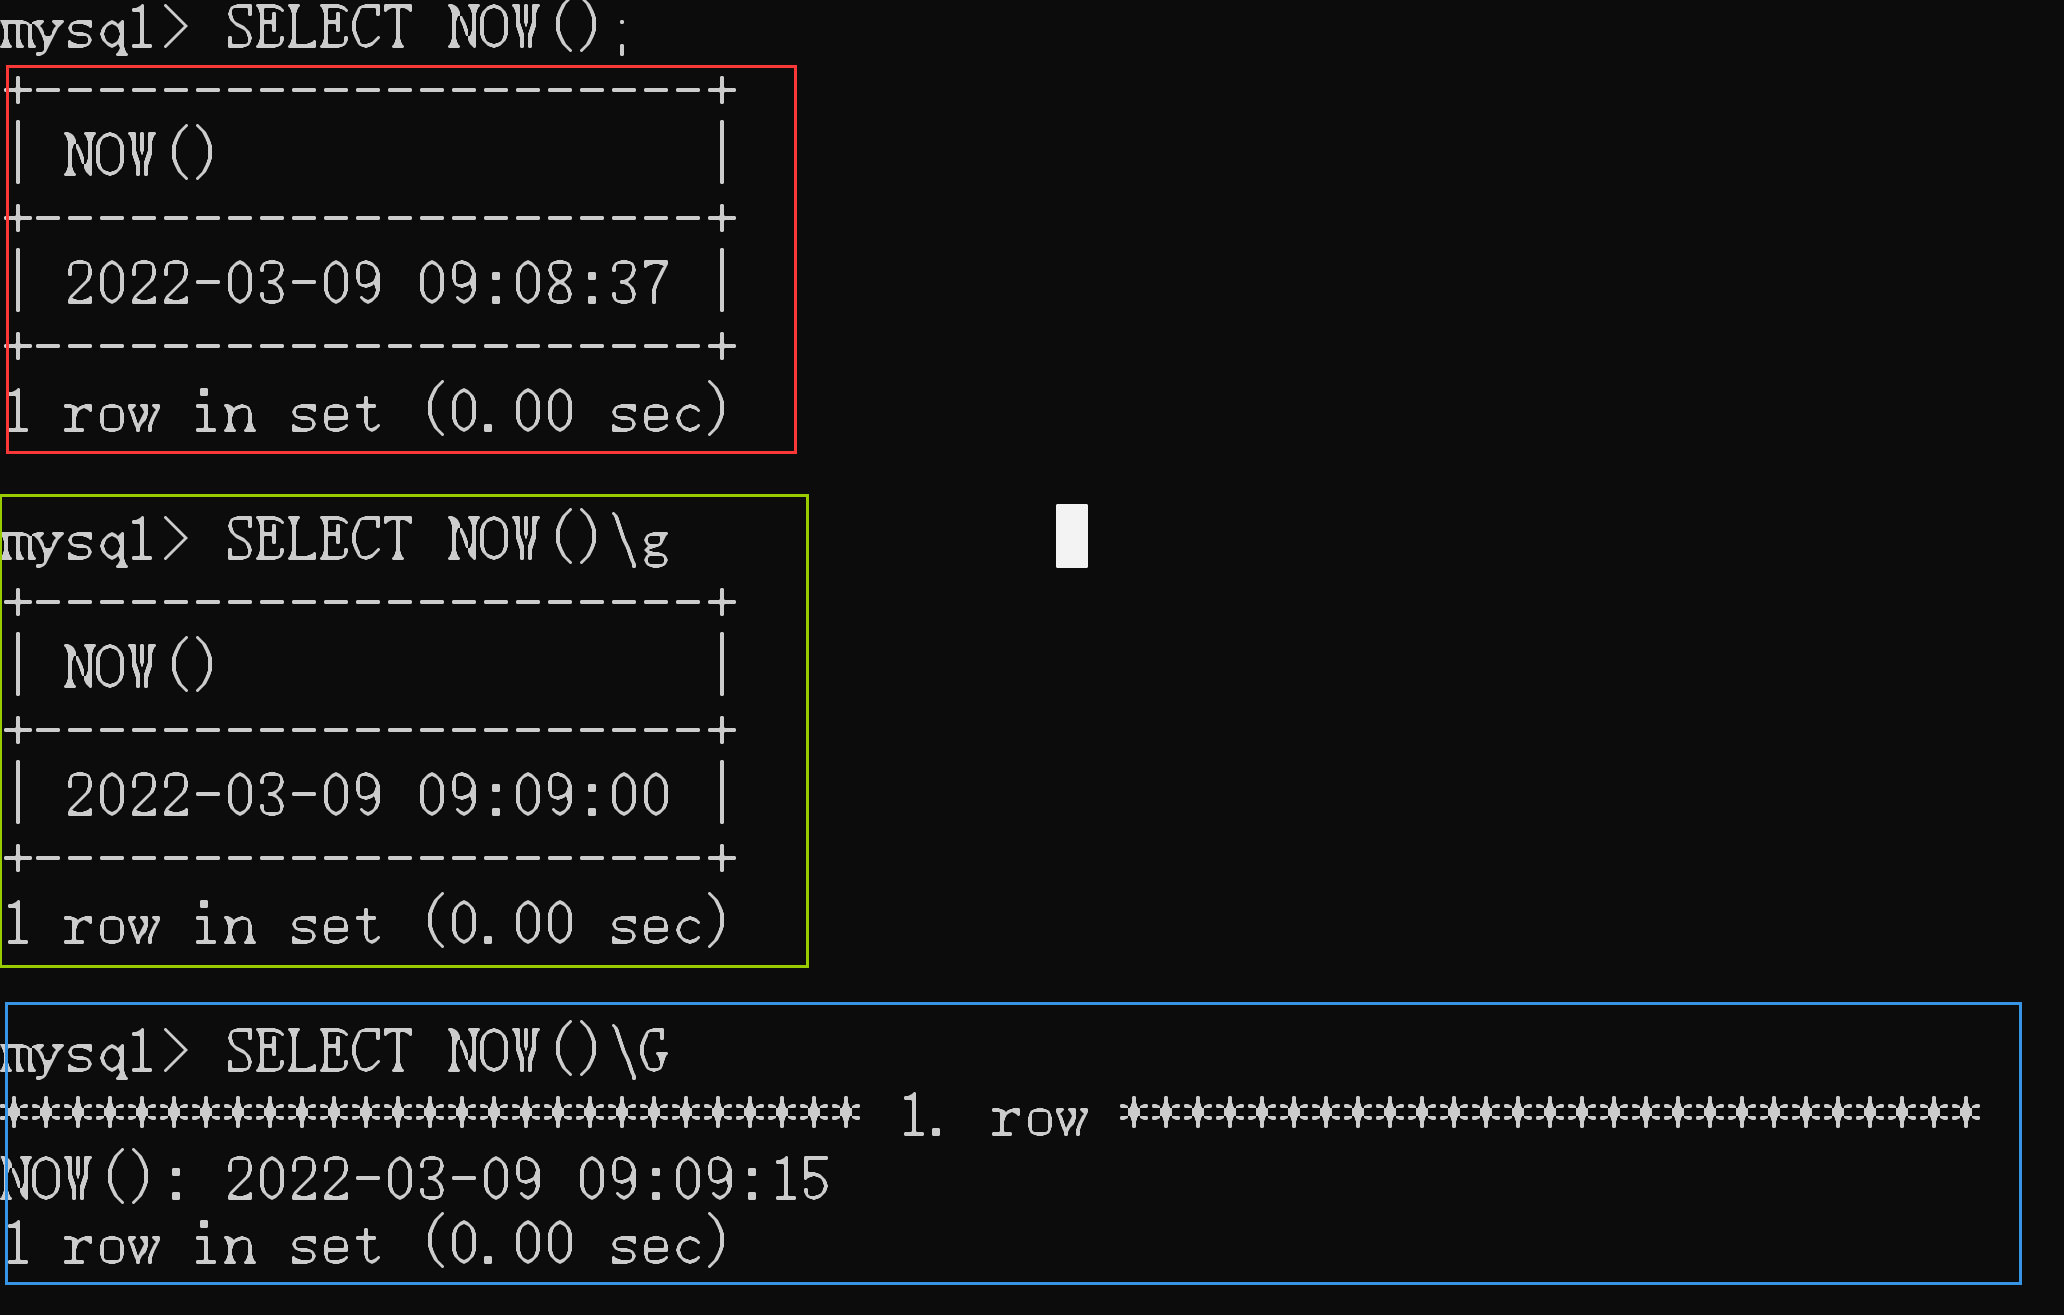 mysql> SELECT NOW();
+----------------------+
| NOW()                |
+----------------------+
| 2022-03-09 09:08:37 |
+----------------------+
1 row in set (0.00 sec)
mysql> SELECT NOW()\g
+----------------------+
| NOW()                |
+----------------------+
| 2022-03-09 09:09:00 |
+----------------------+
1 row in set (0.00 sec)
mysql> SELECT NOW()\G
*************************** 1. row ***************************
NOW(): 2022-03-09 09:09:15
1 row in set (0.00 sec)